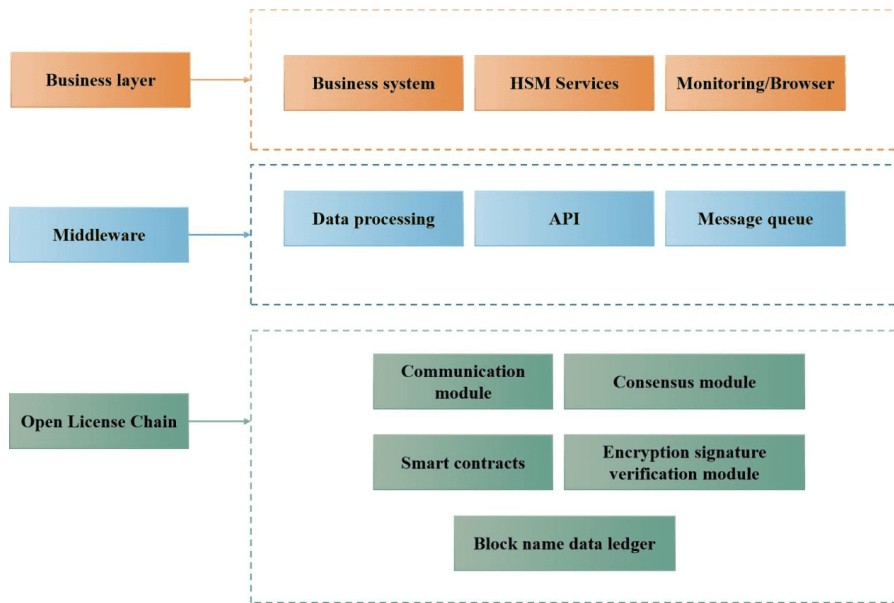 Business layer
Business system
HSM Services
Monitoring/Browser
Middleware
Data processing
API
Message queue
Open License Chain
Communication
module
Consensus module
Smart contracts
Encryption signature
verification module
Block name data ledger